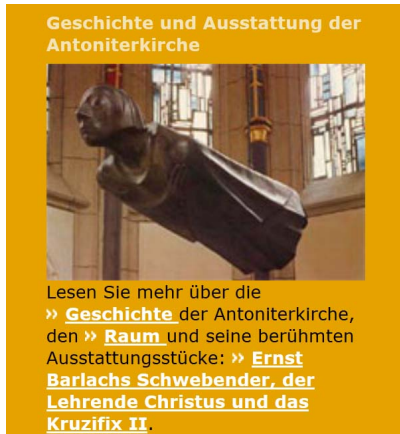 Geschichte und Ausstattung der
Antoniterkirche
Lesen Sie mehr über die
» Geschichte der Antoniterkirche,
den » Raum und seine berühmten
Ausstattungsstücke: » Ernst
Barlachs Schwebender, der
Lehrende Christus und das
Kruzifix II.